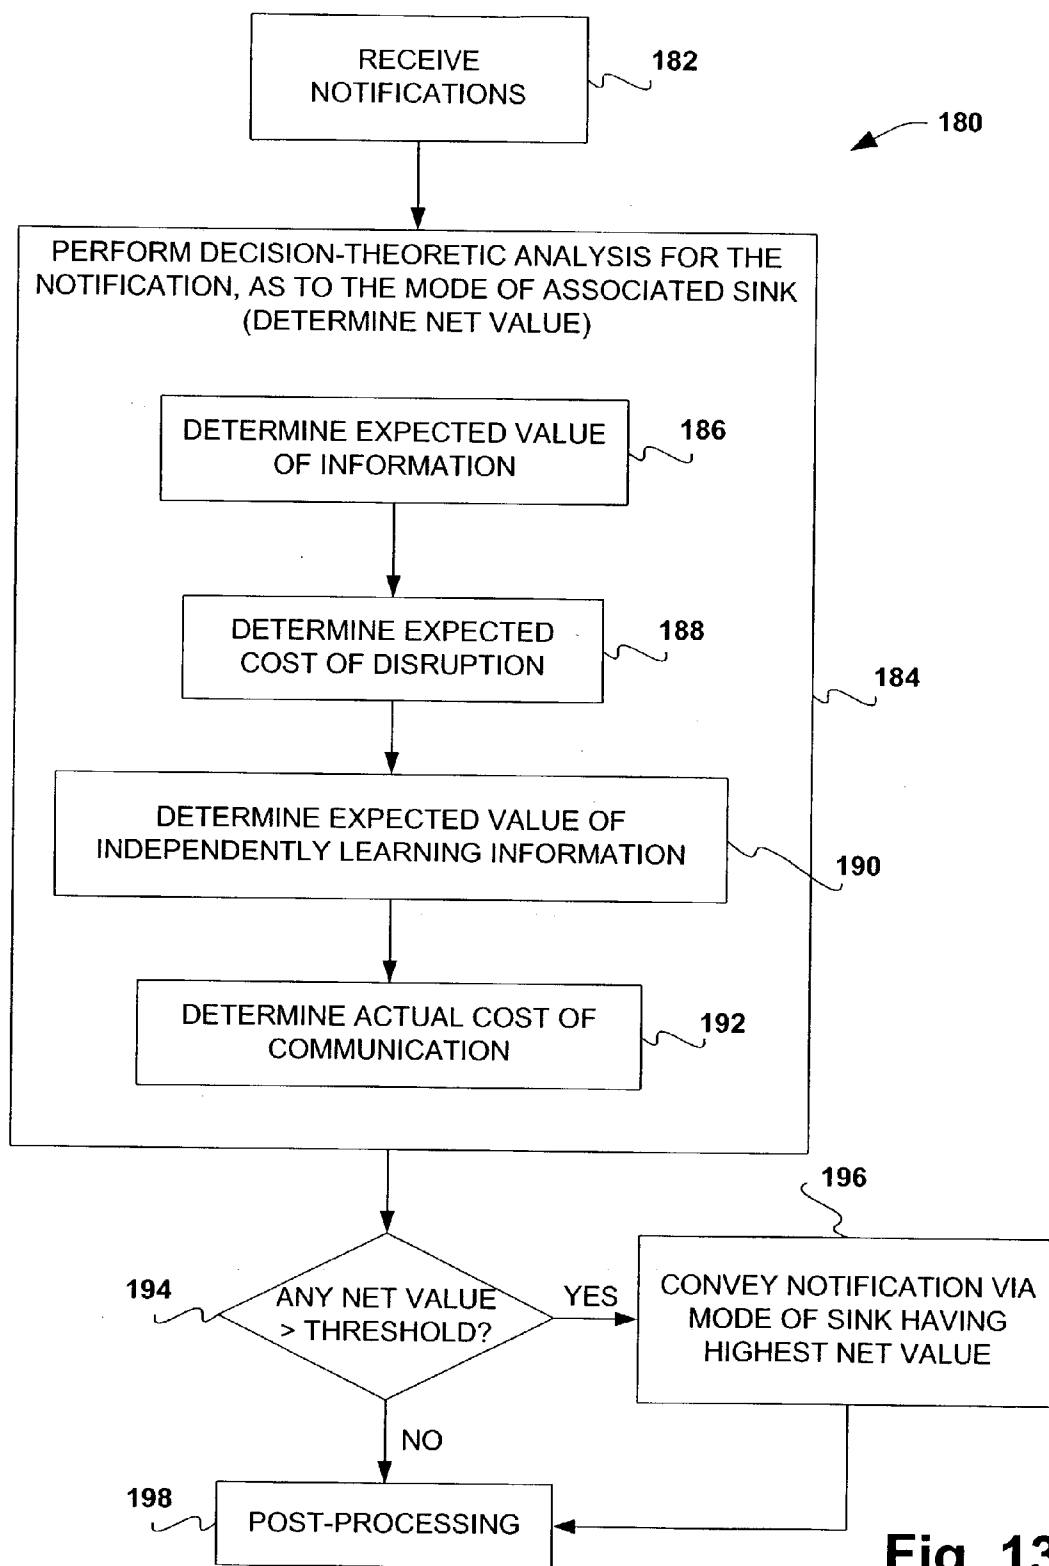 RECEIVE
NOTIFICATIONS
182
180
PERFORM DECISION-THEORETIC ANALYSIS FOR THE
NOTIFICATION, AS TO THE MODE OF ASSOCIATED SINK
(DETERMINE NET VALUE)
DETERMINE EXPECTED VALUE
OF INFORMATION
186
DETERMINE EXPECTED
COST OF DISRUPTION
188
184
DETERMINE EXPECTED VALUE OF
INDEPENDENTLY LEARNING INFORMATION
190
DETERMINE ACTUAL COST OF
COMMUNICATION
192
196
194
ANY NET VALUE
> THRESHOLD?
YES
CONVEY NOTIFICATION VIA
MODE OF SINK HAVING
HIGHEST NET VALUE
NO
198
POST-PROCESSING
Fig. 13